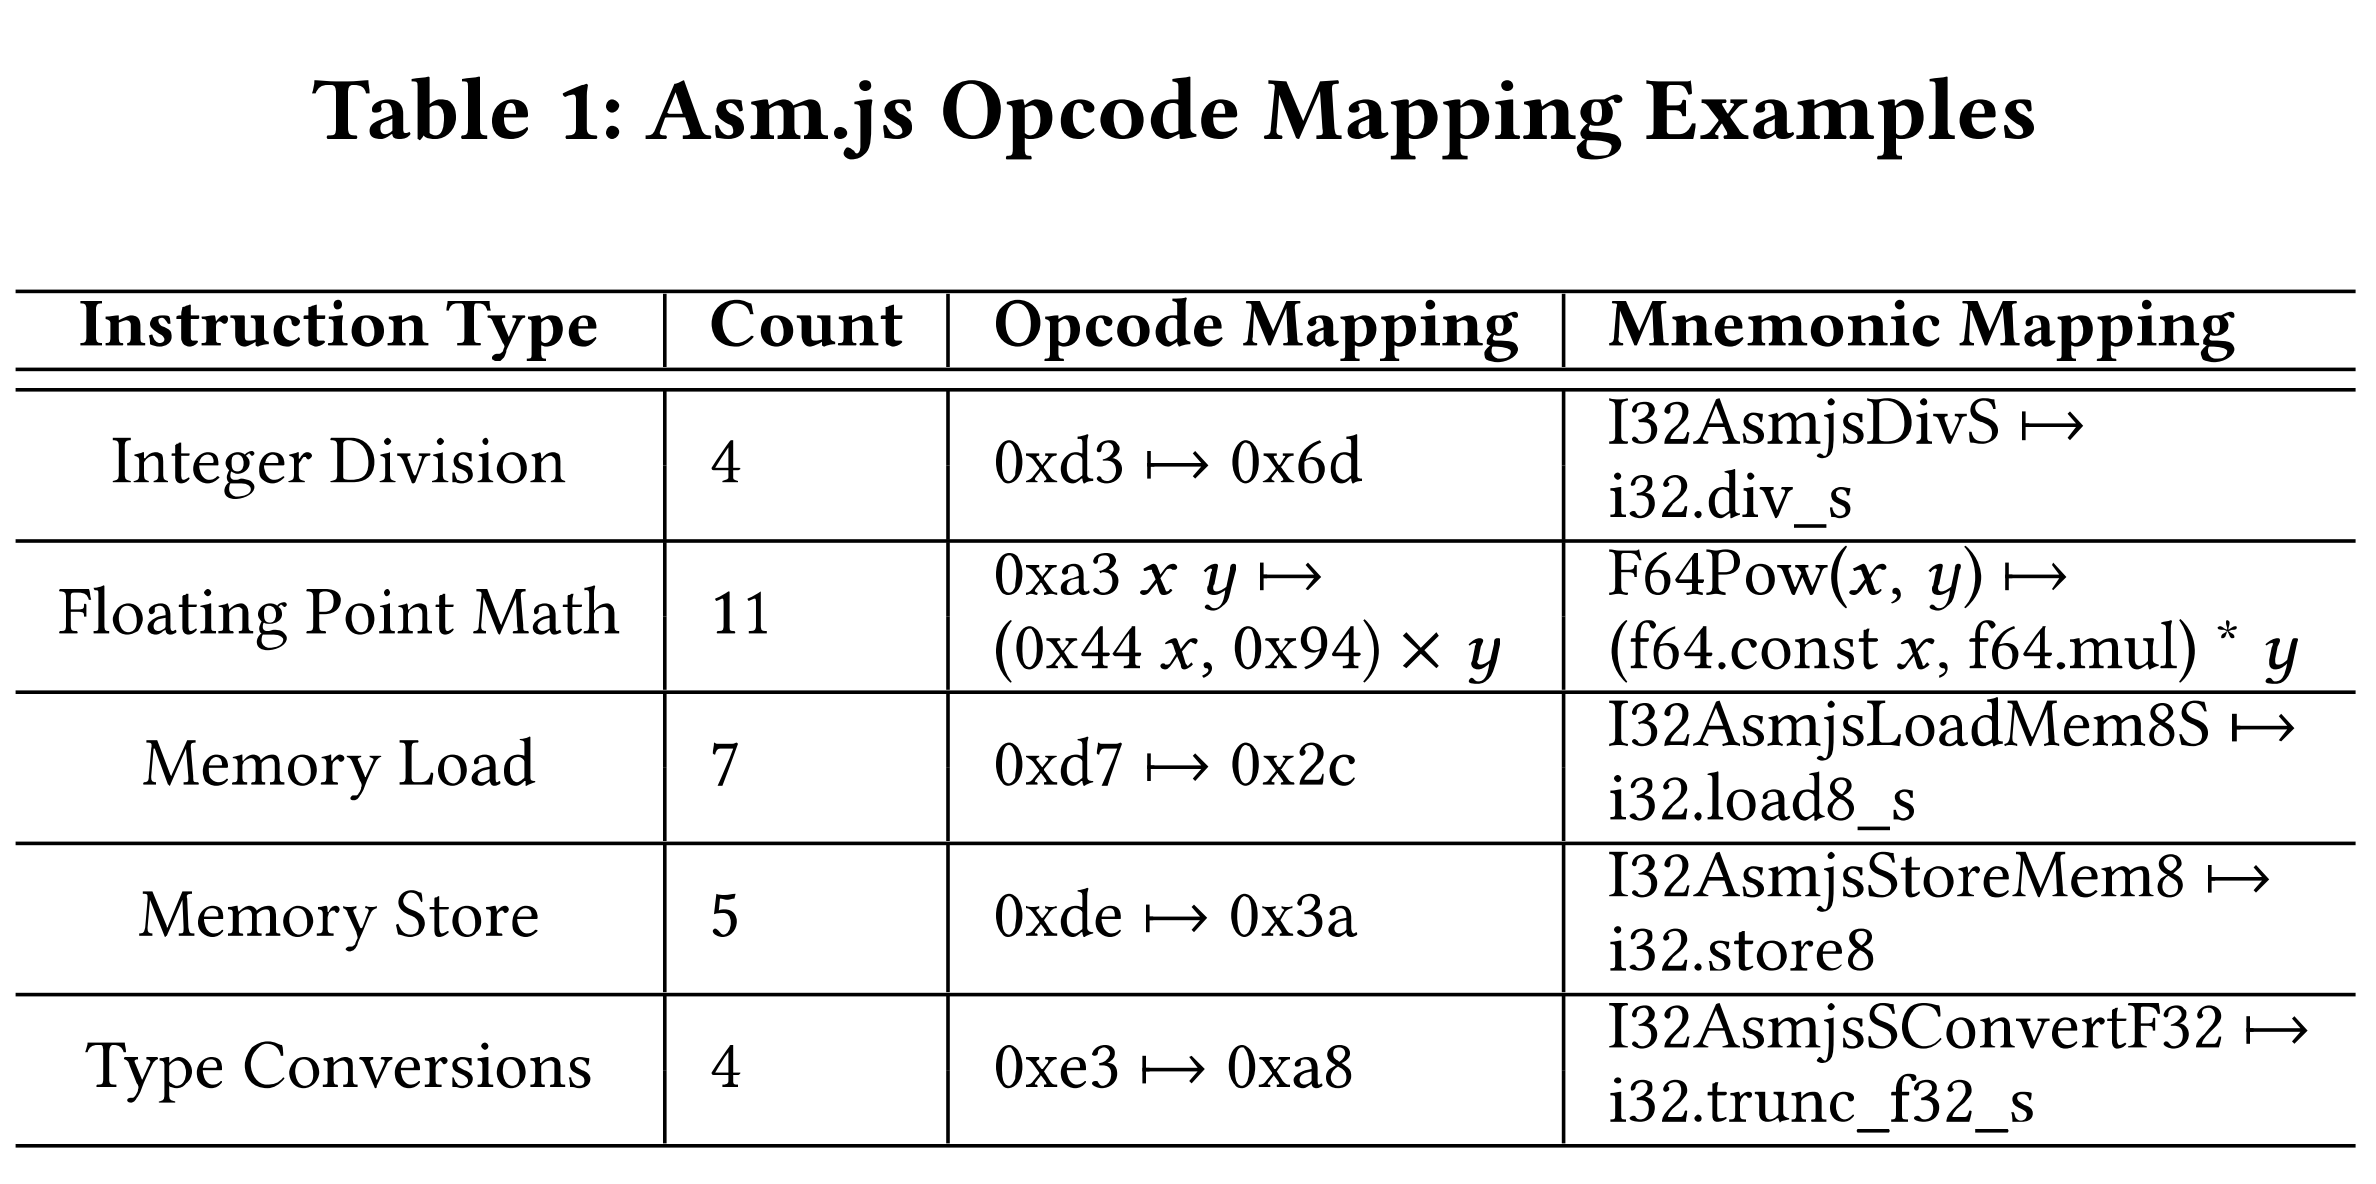 Table 1: Asm.js Opcode Mapping Examples
Instruction Type Count Opcode Mapping Mnemonic Mapping
Integer Division 4 0xd3 ↦ 0x6d I32AsmjsDivS ↦
i32.div_s
Floating Point Math 11 0xa3 x y ↦
(0x44 x, 0x94) × y
F64Pow(x, y) ↦
(f64.const x, f64.mul) * y
Memory Load 7 0xd7 ↦ 0x2c I32AsmjsLoadMem8S ↦
i32.load8_s
Memory Store 5 0xde ↦ 0x3a I32AsmjsStoreMem8 ↦
i32.store8
Type Conversions 4 0xe3 ↦ 0xa8 I32AsmjsSConvertF32 ↦
i32.trunc_f32_s